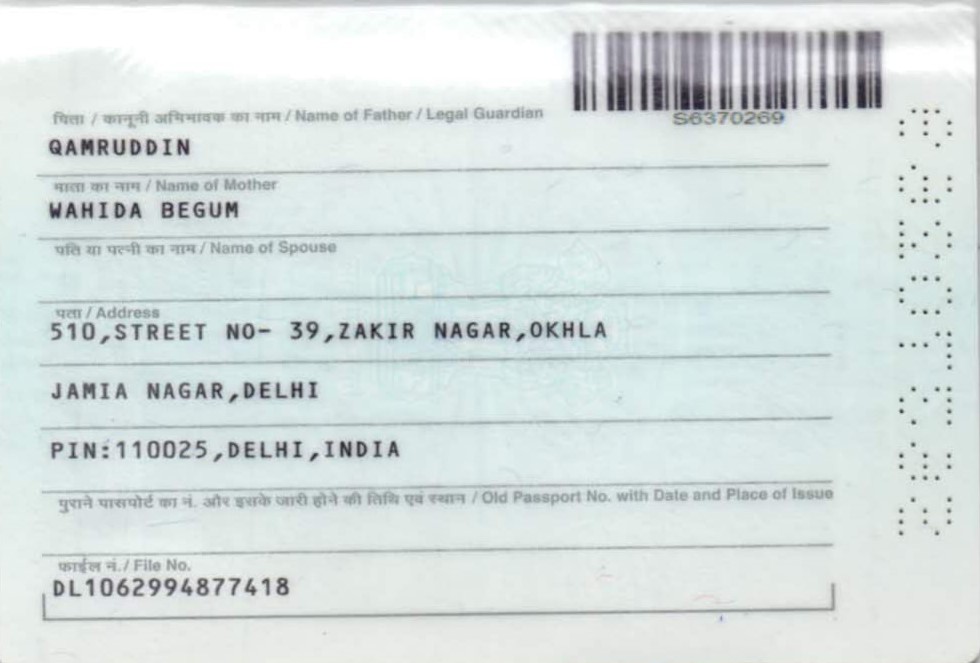 S6370269
पिता / कानूनी अभिभावक का नाम / Name of Father / Legal Guardian
QAMRUDDIN
माता का नाम / Name of Mother
WAHIDA BEGUM
पति या पत्नी का नाम / Name of Spouse
पता / Address
510,STREET NO- 39,ZAKIR NAGAR,OKHLA
JAMIA NAGAR,DELHI
PIN:110025,DELHI,INDIA
पुराने पासपोर्ट का नं. और इसके जारी होने की तिथि एवं स्थान / Old Passport No. with Date and Place of Issue
फाईल नं./ File No.
DL1062994877418